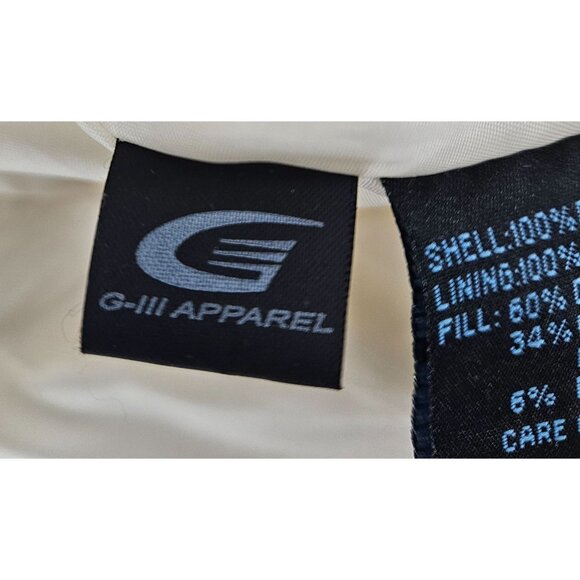 G-III APPAREL
SHELL:100%
LINING:100%
FILL: 60%
34%
6%
CARE